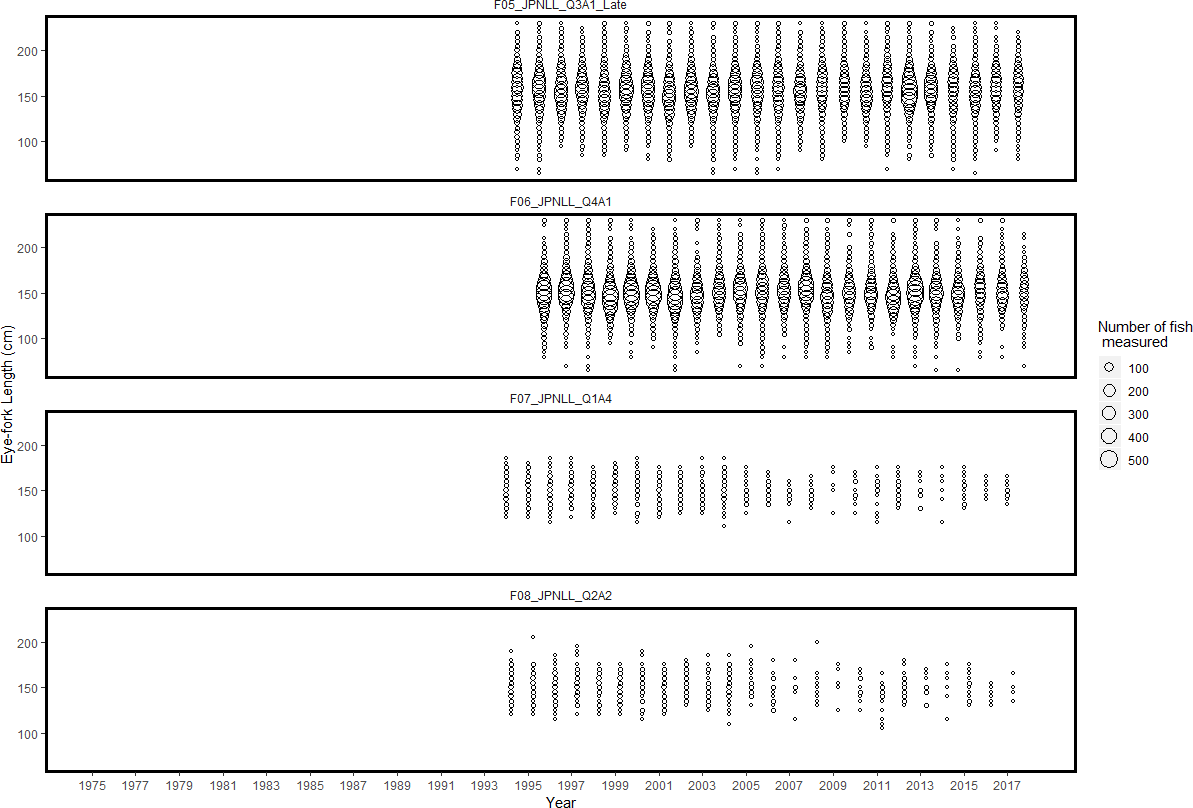 F05_JPNLL_Q3A1_Late
200
150
100
F06_JPNLL_Q4A1
200
150
100
F07_JPNLL_Q1A4
200
150
100
F08_JPNLL_Q2A2
200
150
100
Eye-fork Length (cm)
1975 1977 1979 1981 1983 1985 1987 1989 1991 1993 1995 1997 1999 2001 2003 2005 2007 2009 2011 2013 2015 2017
Year
Number of fish
measured
100
200
300
400
500